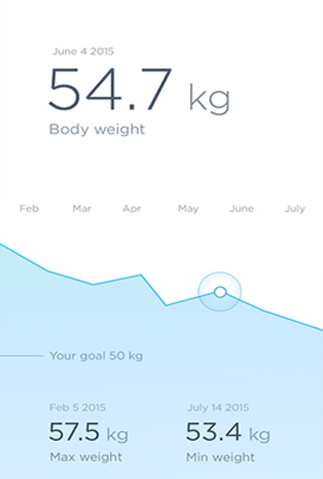 June 4 2015
54.7 kg
Body weight
Feb Mar Apr May June July
Your goal 50 kg
Feb 5 2015 July 14 2015
57.5 kg 53.4 kg
Max weight Min weight